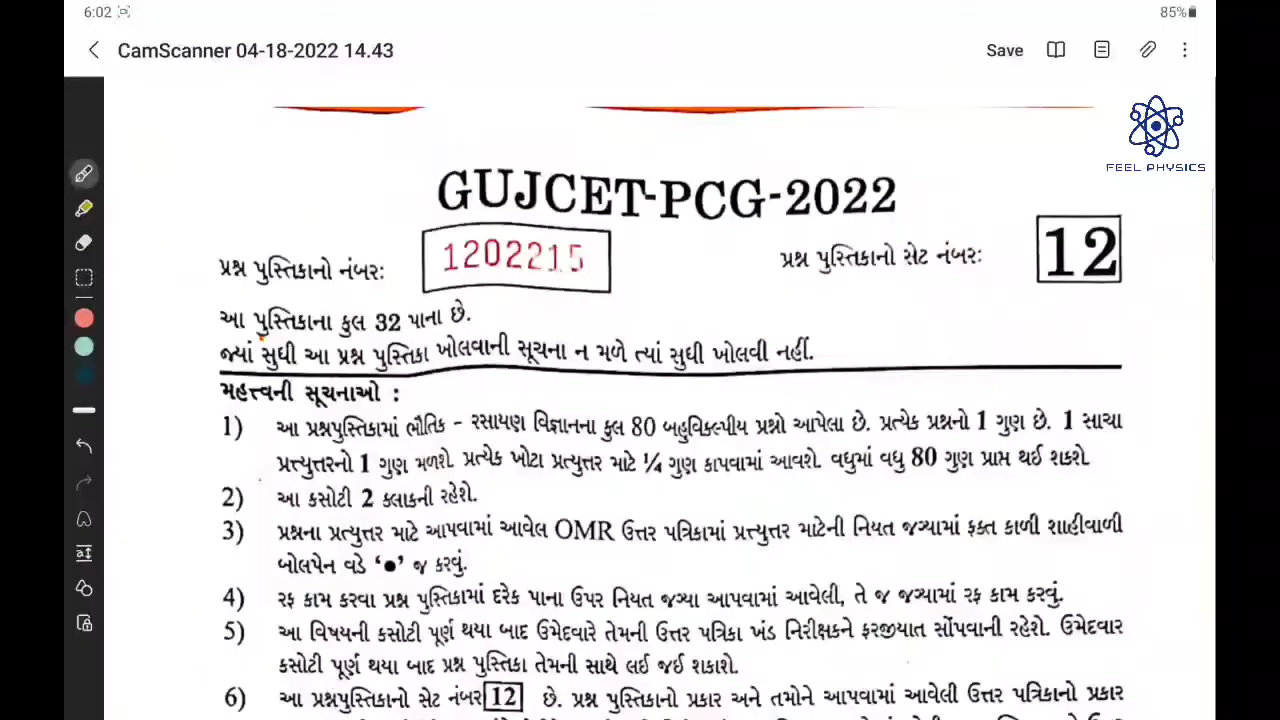 6:02
85%
CamScanner 04-18-2022 14.43
Save
FEEL PHYSICS
GUJCET-PCG-2022
પ્રશ્ન પુસ્તિકાનો નંબર: 1202215 પ્રશ્ન પુસ્તિકાનો સેટ નંબર: 12
આ પુસ્તિકાના કુલ 32 પાના છે.
જ્યાં સુધી આ પ્રશ્ન પુસ્તિકા ખોલવાની સૂચના ન મળે ત્યાં સુધી ખોલવી નહીં.
મહત્ત્વની સૂચનાઓ :
1) આ પ્રશ્નપુસ્તિકામાં ભૌતિક - રસાયણ વિજ્ઞાનના કુલ 80 બહુવિકલ્પીય પ્રશ્નો આપેલા છે. પ્રત્યેક પ્રશ્નનો 1 ગુણ છે. 1 સાચા
પ્રત્યુત્તરનો 1 ગુણ મળશે. પ્રત્યેક ખોટા પ્રત્યુત્તર માટે ¼ ગુણ કાપવામાં આવશે. વધુમાં વધુ 80 ગુણ પ્રાપ્ત થઈ શકશે.
2) આ કસોટી 2 કલાકની રહેશે.
3) પ્રશ્નના પ્રત્યુત્તર માટે આપવામાં આવેલ OMR ઉત્તર પત્રિકામાં પ્રત્યુત્તર માટેની નિયત જગ્યામાં ફક્ત કાળી શાહીવાળી
બોલપેન વડે ‘●’ જ કરવું.
4) રફ કામ કરવા પ્રશ્ન પુસ્તિકામાં દરેક પાના ઉપર નિયત જગ્યા આપવામાં આવેલી, તે જ જગ્યામાં રફ કામ કરવું.
5) આ વિષયની કસોટી પૂર્ણ થયા બાદ ઉમેદવારે તેમની ઉત્તર પત્રિકા ખંડ નિરીક્ષકને ફરજીયાત સોંપવાની રહેશે. ઉમેદવાર
કસોટી પૂર્ણ થયા બાદ પ્રશ્ન પુસ્તિકા તેમની સાથે લઈ જઈ શકાશે.
6) આ પ્રશ્નપુસ્તિકાનો સેટ નંબર 12 છે. પ્રશ્ન પુસ્તિકાનો પ્રકાર અને તમોને આપવામાં આવેલી ઉત્તર પત્રિકાનો પ્રકાર